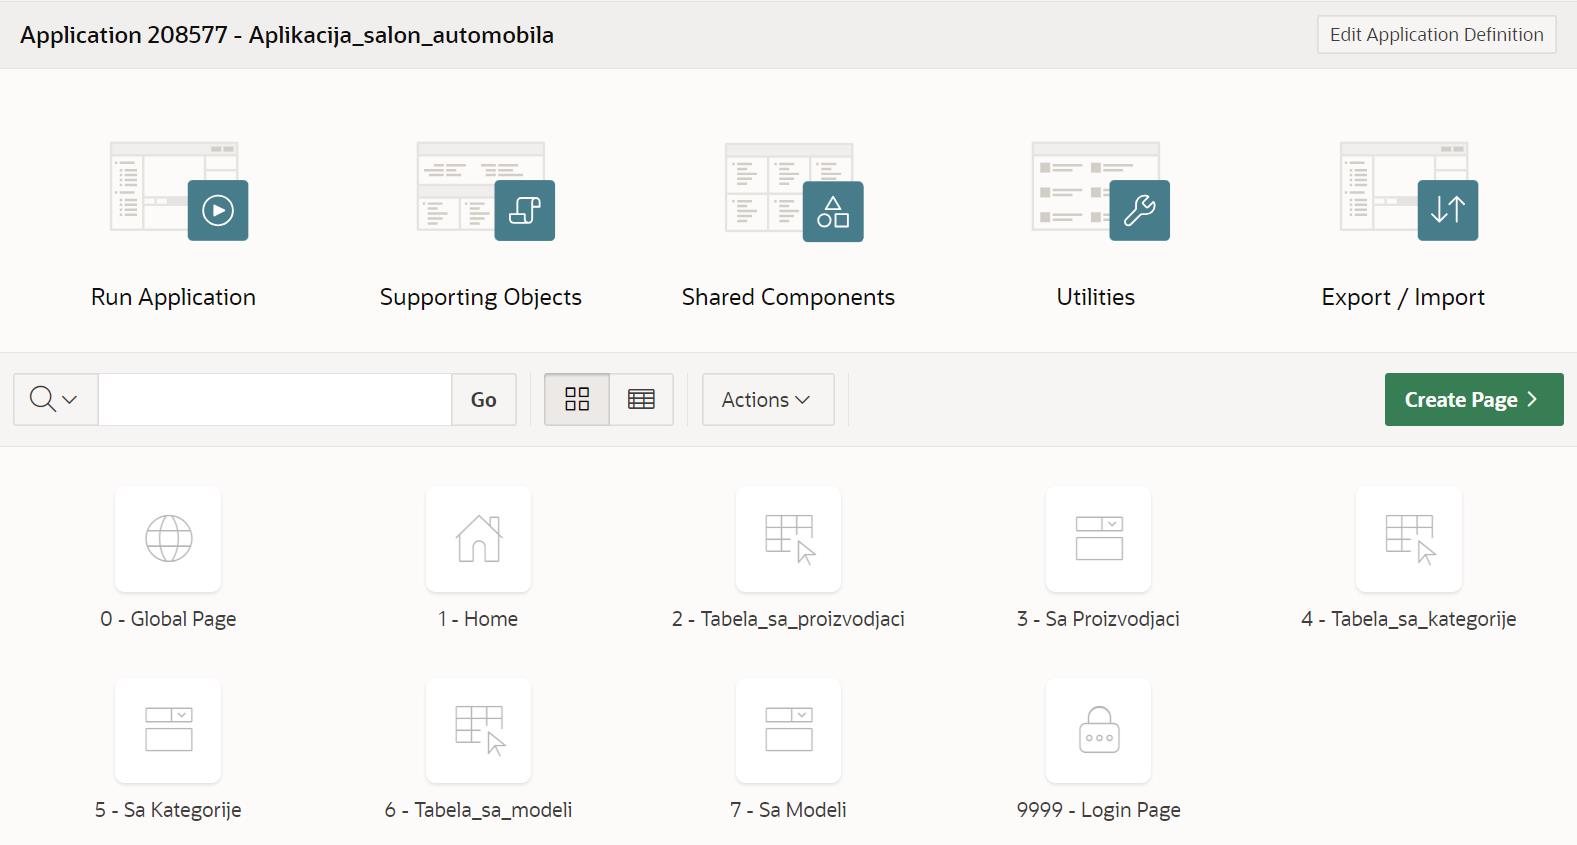 Application 208577 - Aplikacija_salon_automobila
Edit Application Definition
Run Application
Supporting Objects
Shared Components
Utilities
Export / Import
Go
Actions
Create Page
0 - Global Page
1 - Home
2 - Tabela_sa_proizvodjaci
3 - Sa Proizvodjaci
4 - Tabela_sa_kategorije
5 - Sa Kategorije
6 - Tabela_sa_modeli
7 - Sa Modeli
9999 - Login Page